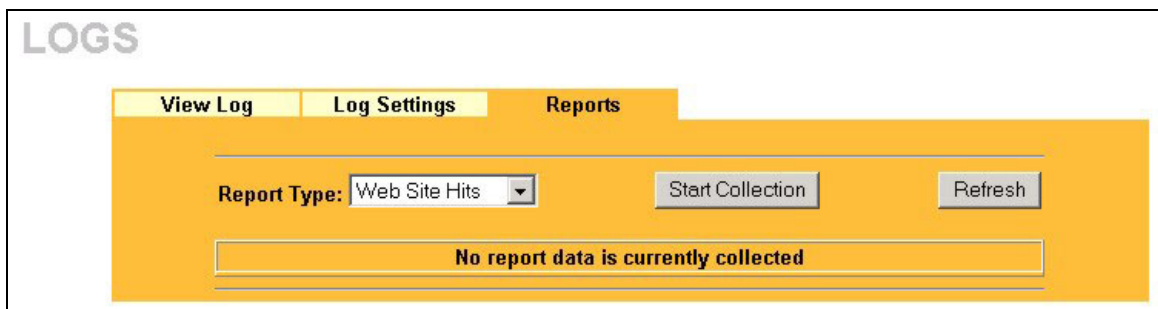 LOGS
View Log Log Settings Reports
Report Type: Web Site Hits Start Collection Refresh
No report data is currently collected